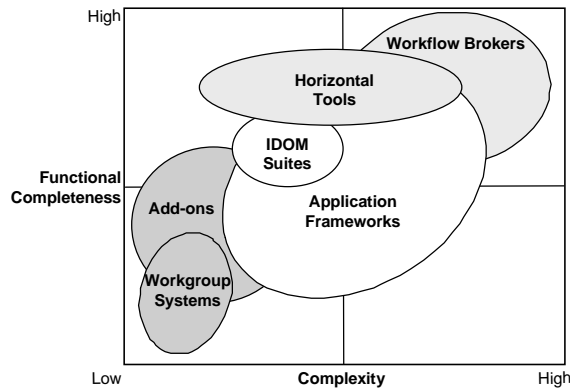 High
Workflow Brokers
Horizontal
Tools
IDOM
Suites
Functional
Completeness
Add-ons
Application
Frameworks
Workgroup
Systems
Low
Complexity
High